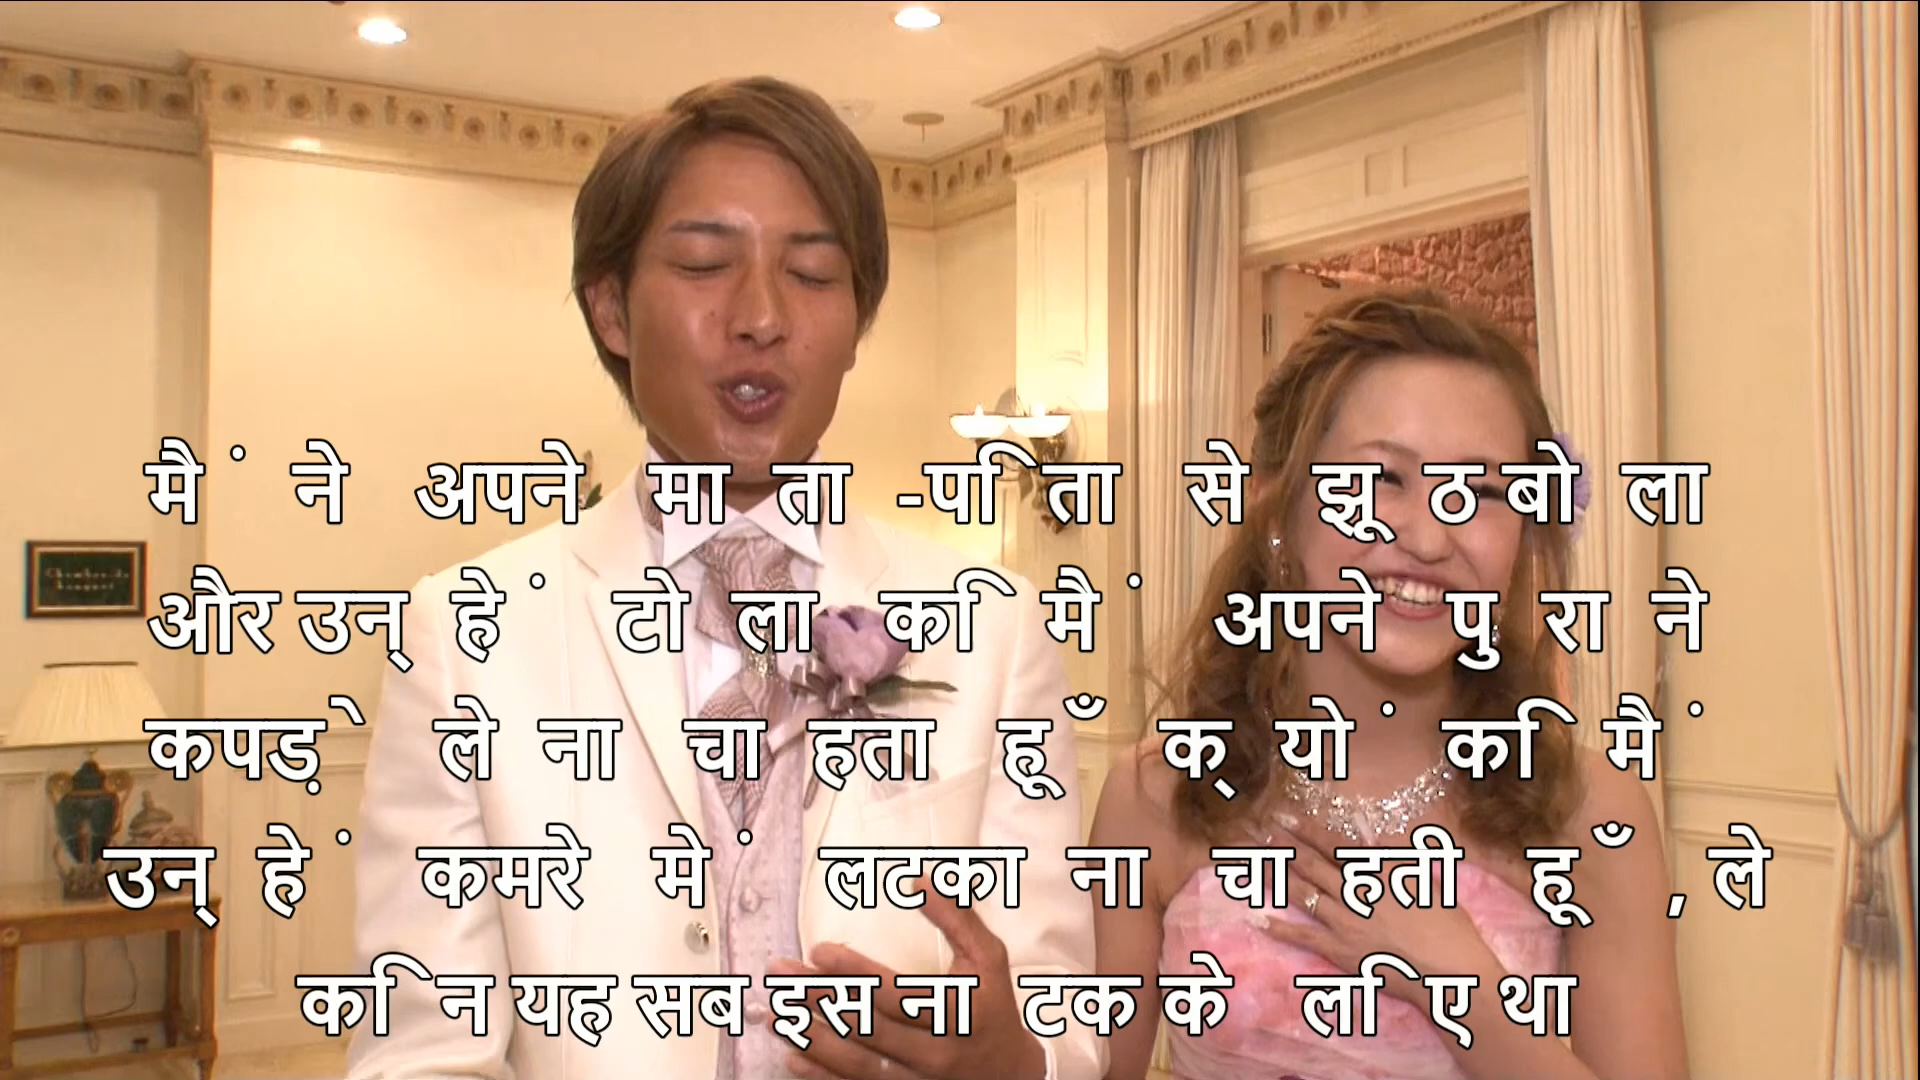 मैंने अपने माता-पिता से झूठ बोला
और उन्हें टोला कि मैं अपने पुराने
कपड़े लेना चाहता हूँ क्योंकि मैं
उन्हें कमरे में लटकाना चाहती हूँ, ले
किन यह सब इस नाटक के लिए था